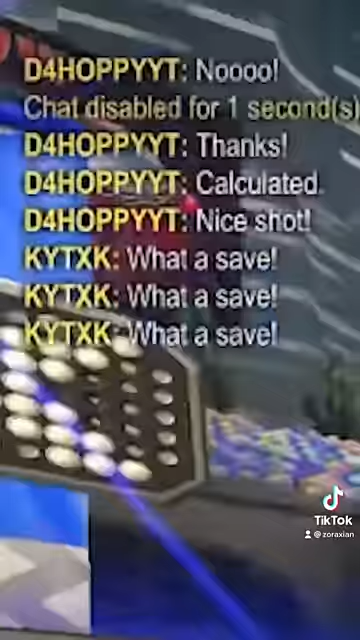 D4HOPPYYT: Noooo!
Chat disabled for 1 second(s)
D4HOPPYYT: Thanks!
D4HOPPYYT: Calculated.
D4HOPPYYT: Nice shot!
KYTXK: What a save!
KYTXK: What a save!
KYTXK: What a save!
TikTok
@zoraxian